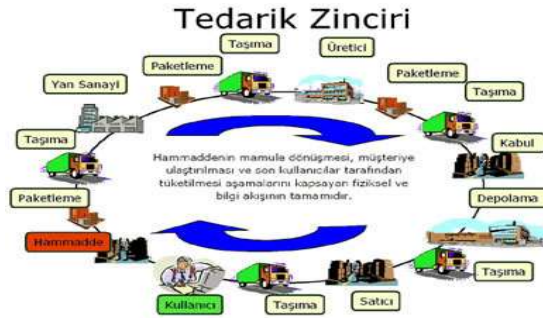 Tedarik Zinciri
Taşıma
Üretici
Paketleme
Paketleme
Yan Sanayi
Taşıma
Taşıma
Kabul
Hammaddenin mamule dönüşmesi, müşteriye
ulaştırılması ve son kullanıcılar tarafından
tüketilmesi aşamalarını kapsayan fiziksel ve
bilgi akışının tamamıdır.
Paketleme
Depolama
Hammadde
Taşıma
Kullanıcı
Taşıma
Satıcı